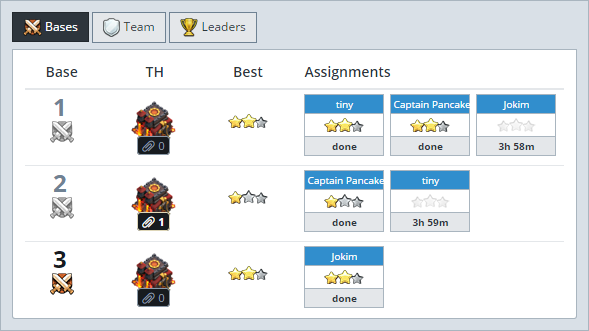 Bases Team Leaders
Base TH Best Assignments
1 0 tiny done Captain Pancake done Jokim 3h 58m
2 1 Captain Pancake done tiny 3h 59m
3 0 Jokim done